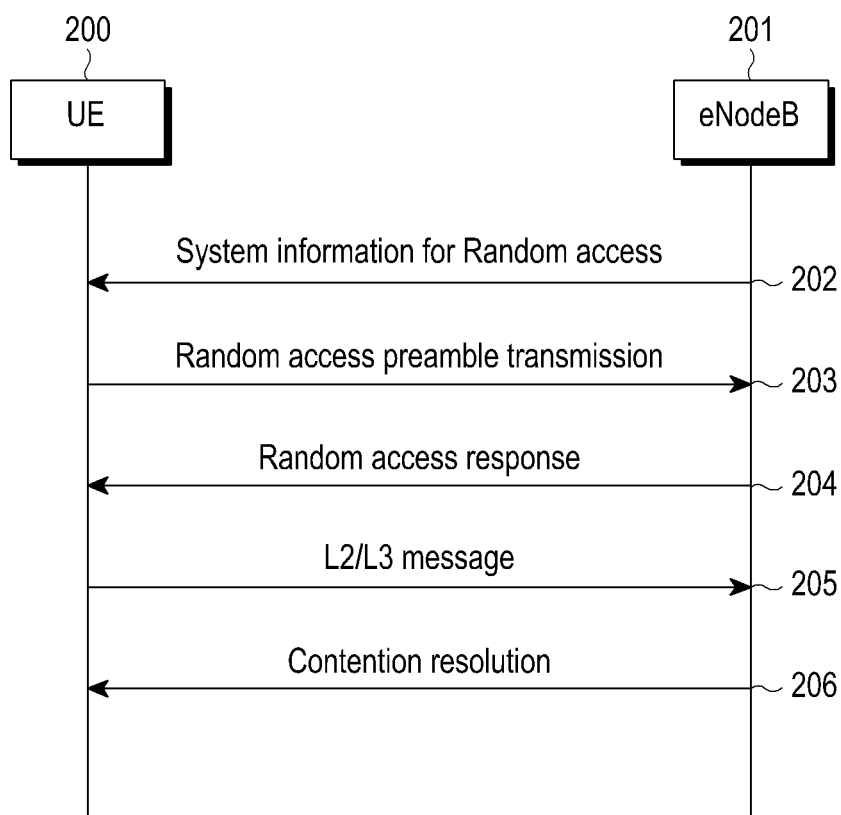 200
201
UE
eNodeB
System information for Random access
202
Random access preamble transmission
203
Random access response
204
L2/L3 message
205
Contention resolution
206